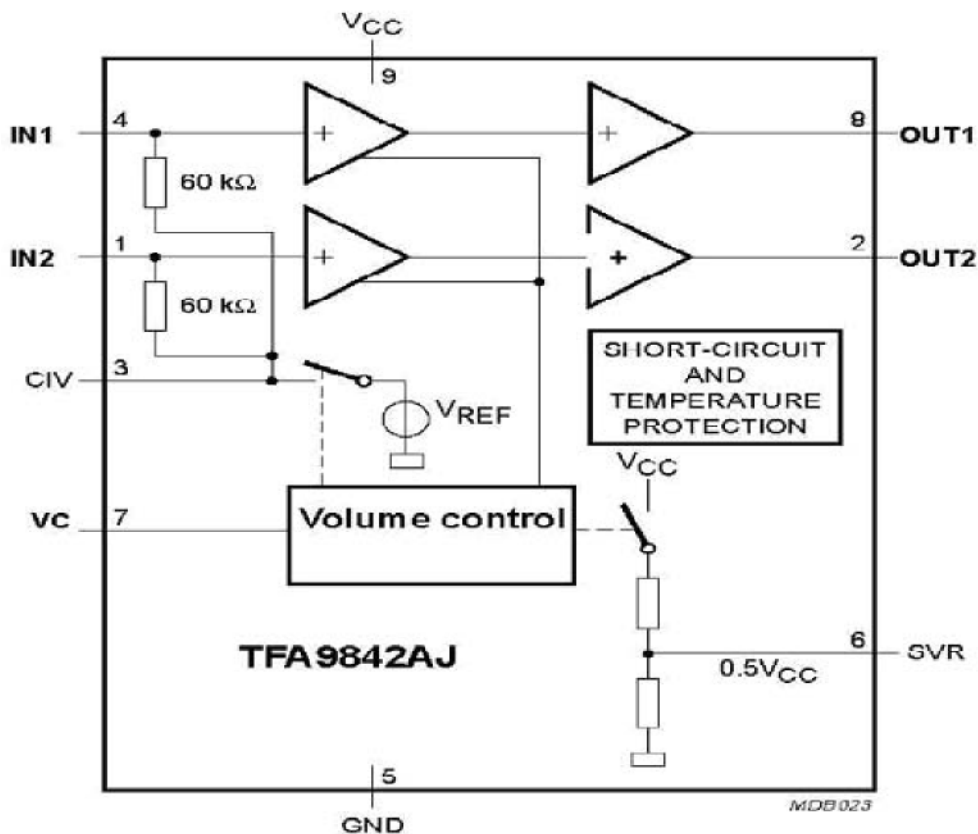 VCC
9
IN1
4
+
+
8
OUT1
60 kΩ
IN2
1
+
+
2
OUT2
60 kΩ
CIV
3
VREF
SHORT-CIRCUIT
AND
TEMPERATURE
PROTECTION
VCC
VC
7
Volume control
TFA9842AJ
0.5VCC
6
SVR
5
GND
MDB023